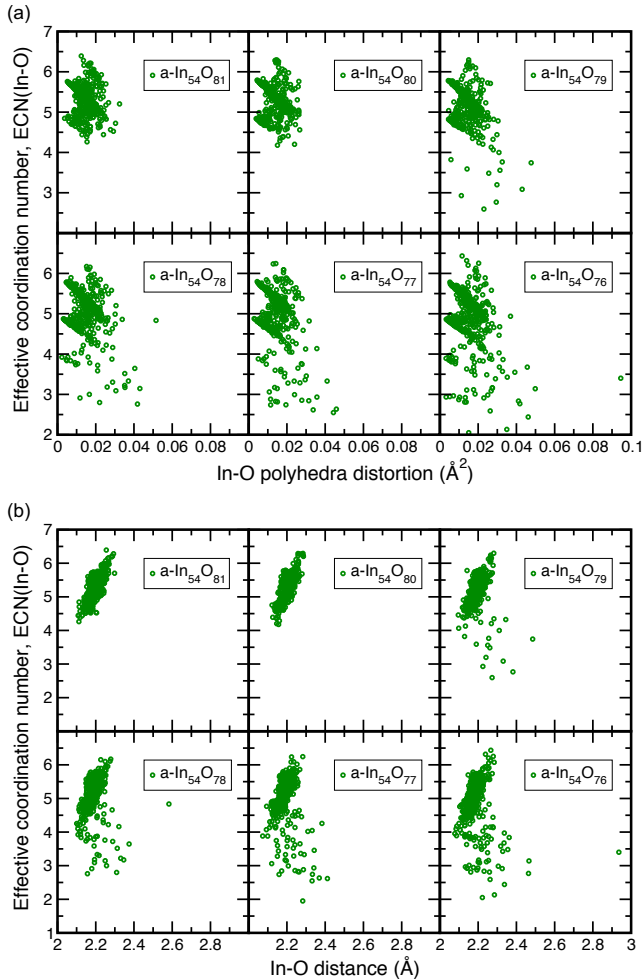 (a)
Effective coordination number, ECN(In-O)
7
6
5
4
3
a-In₅₄O₈₁
a-In₅₄O₈₀
a-In₅₄O₇₉
6
5
4
3
2
a-In₅₄O₇₈
a-In₅₄O₇₇
a-In₅₄O₇₆
0 0.02 0.04 0.06 0.08 0 0.02 0.04 0.06 0.08 0 0.02 0.04 0.06 0.08 0.1
In-O polyhedra distortion (Å²)
(b)
Effective coordination number, ECN(In-O)
7
6
5
4
3
2
a-In₅₄O₈₁
a-In₅₄O₈₀
a-In₅₄O₇₉
6
5
4
3
2
1
a-In₅₄O₇₈
a-In₅₄O₇₇
a-In₅₄O₇₆
2 2.2 2.4 2.6 2.8 2 2.2 2.4 2.6 2.8 2 2.2 2.4 2.6 2.8 3
In-O distance (Å)